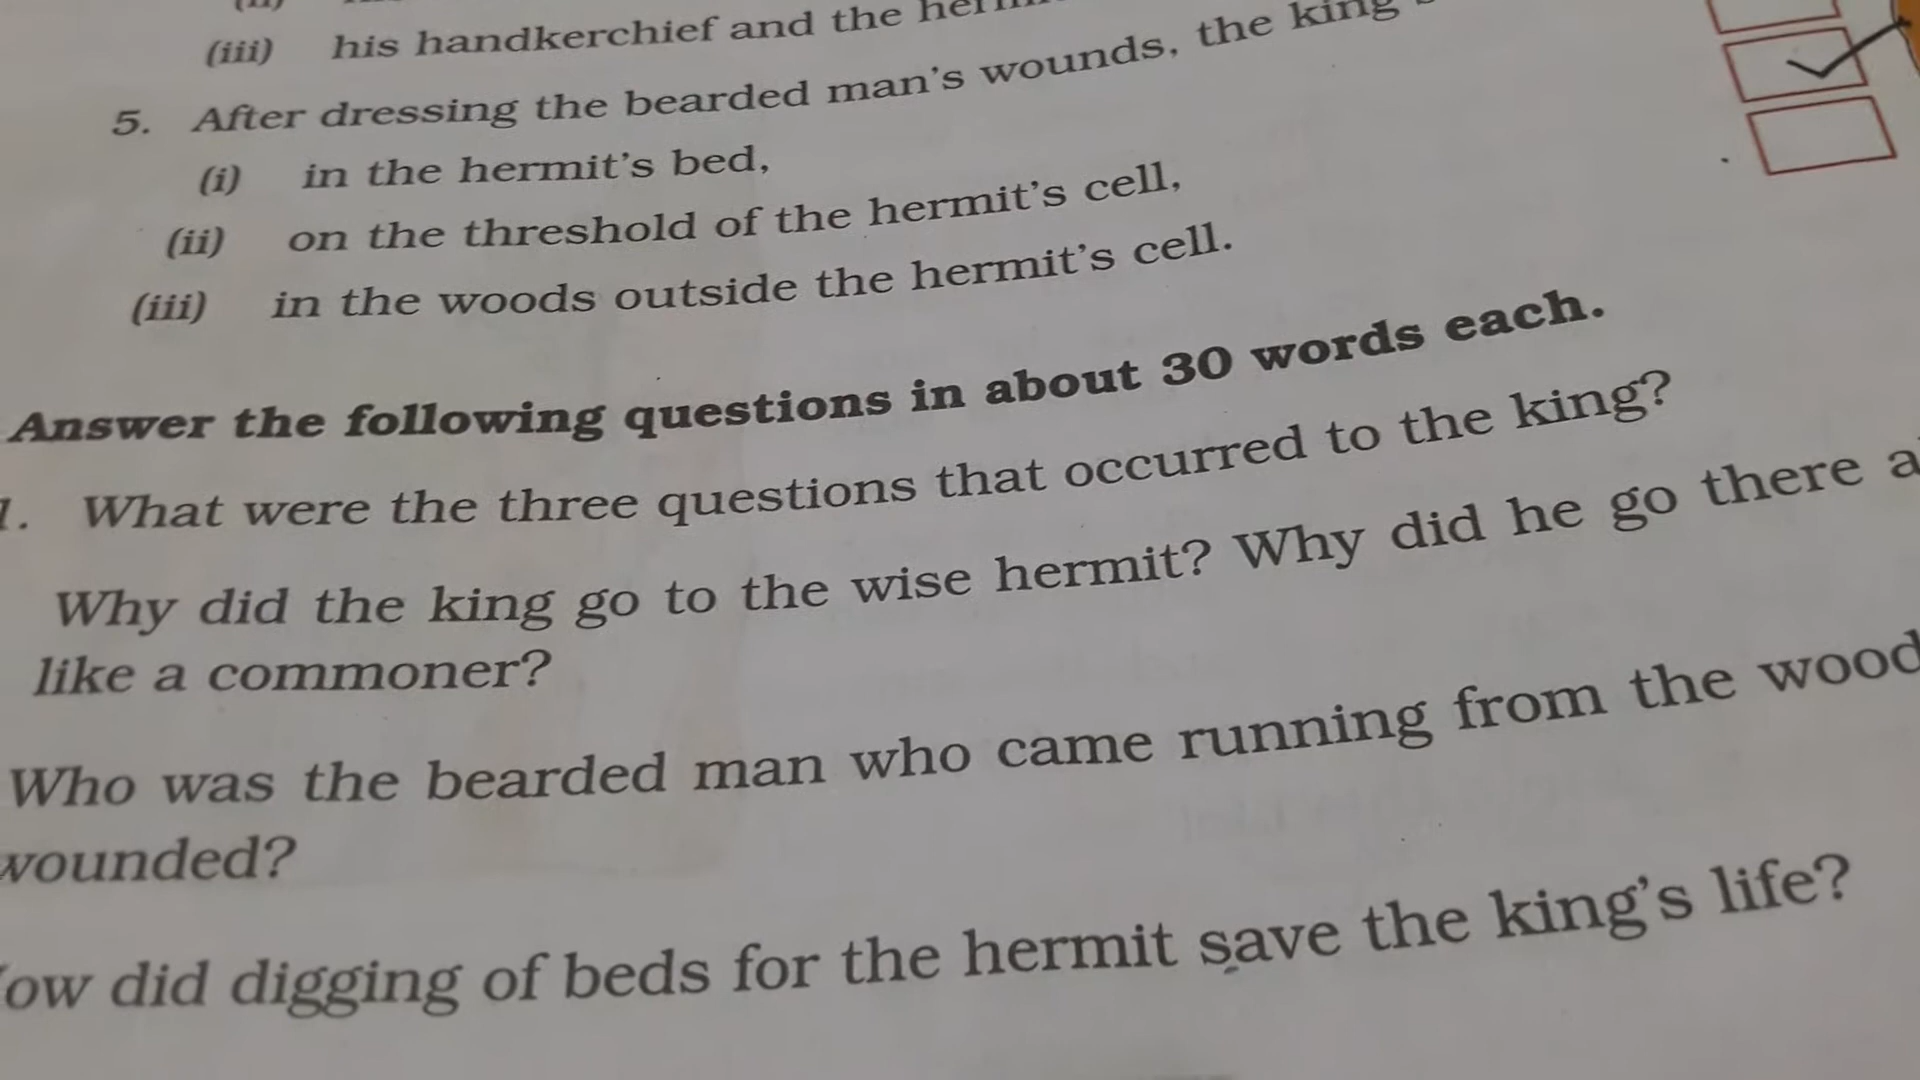 (iii) his handkerchief and the
5. After dressing the bearded man's wounds, the king
(i) in the hermit's bed,
(ii) on the threshold of the hermit's cell,
(iii) in the woods outside the hermit's cell.
Answer the following questions in about 30 words each.
1. What were the three questions that occurred to the king?
Why did the king go to the wise hermit? Why did he go there
like a commoner?
Who was the bearded man who came running from the
wounded?
did digging of beds for the hermit save the king's life?